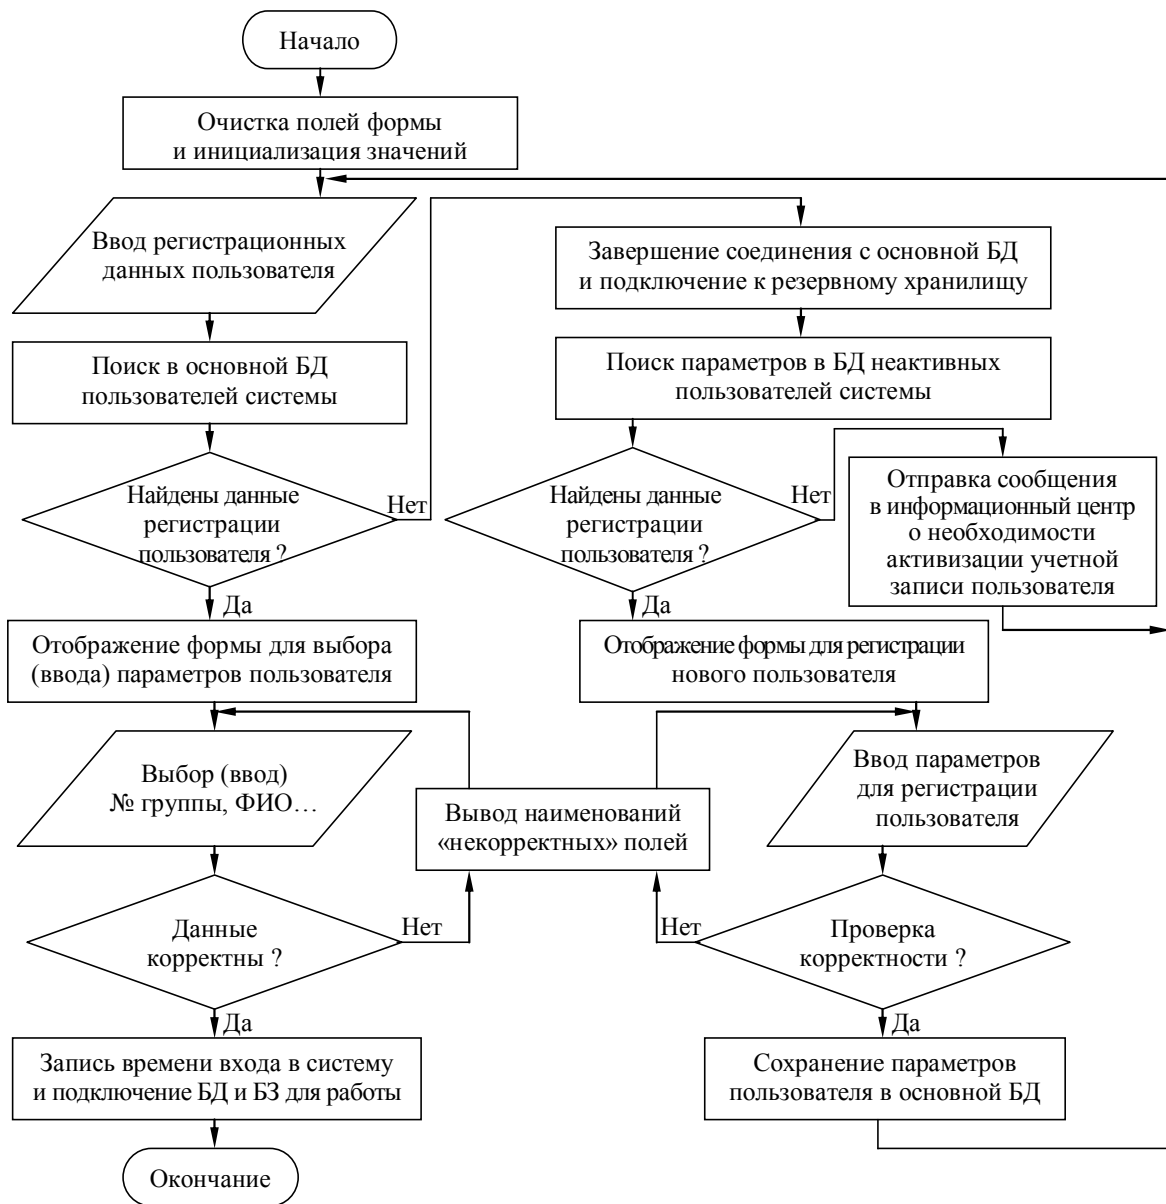 Начало
Очистка полей формы
и инициализация значений
Ввод регистрационных
данных пользователя
Завершение соединения с основной БД
и подключение к резервному хранилищу
Поиск в основной БД
пользователей системы
Поиск параметров в БД неактивных
пользователей системы
Найдены данные
регистрации
пользователя ?
Нет
Найдены данные
регистрации
пользователя ?
Нет
Отправка сообщения
в информационный центр
о необходимости
активизации учетной
записи пользователя
Да
Да
Отображение формы для выбора
(ввода) параметров пользователя
Отображение формы для регистрации
нового пользователя
Выбор (ввод)
№ группы, ФИО…
Вывод наименований
«некорректных» полей
Ввод параметров
для регистрации
пользователя
Данные
корректны ?
Нет
Нет
Проверка
корректности ?
Да
Да
Запись времени входа в систему
и подключение БД и БЗ для работы
Сохранение параметров
пользователя в основной БД
Окончание